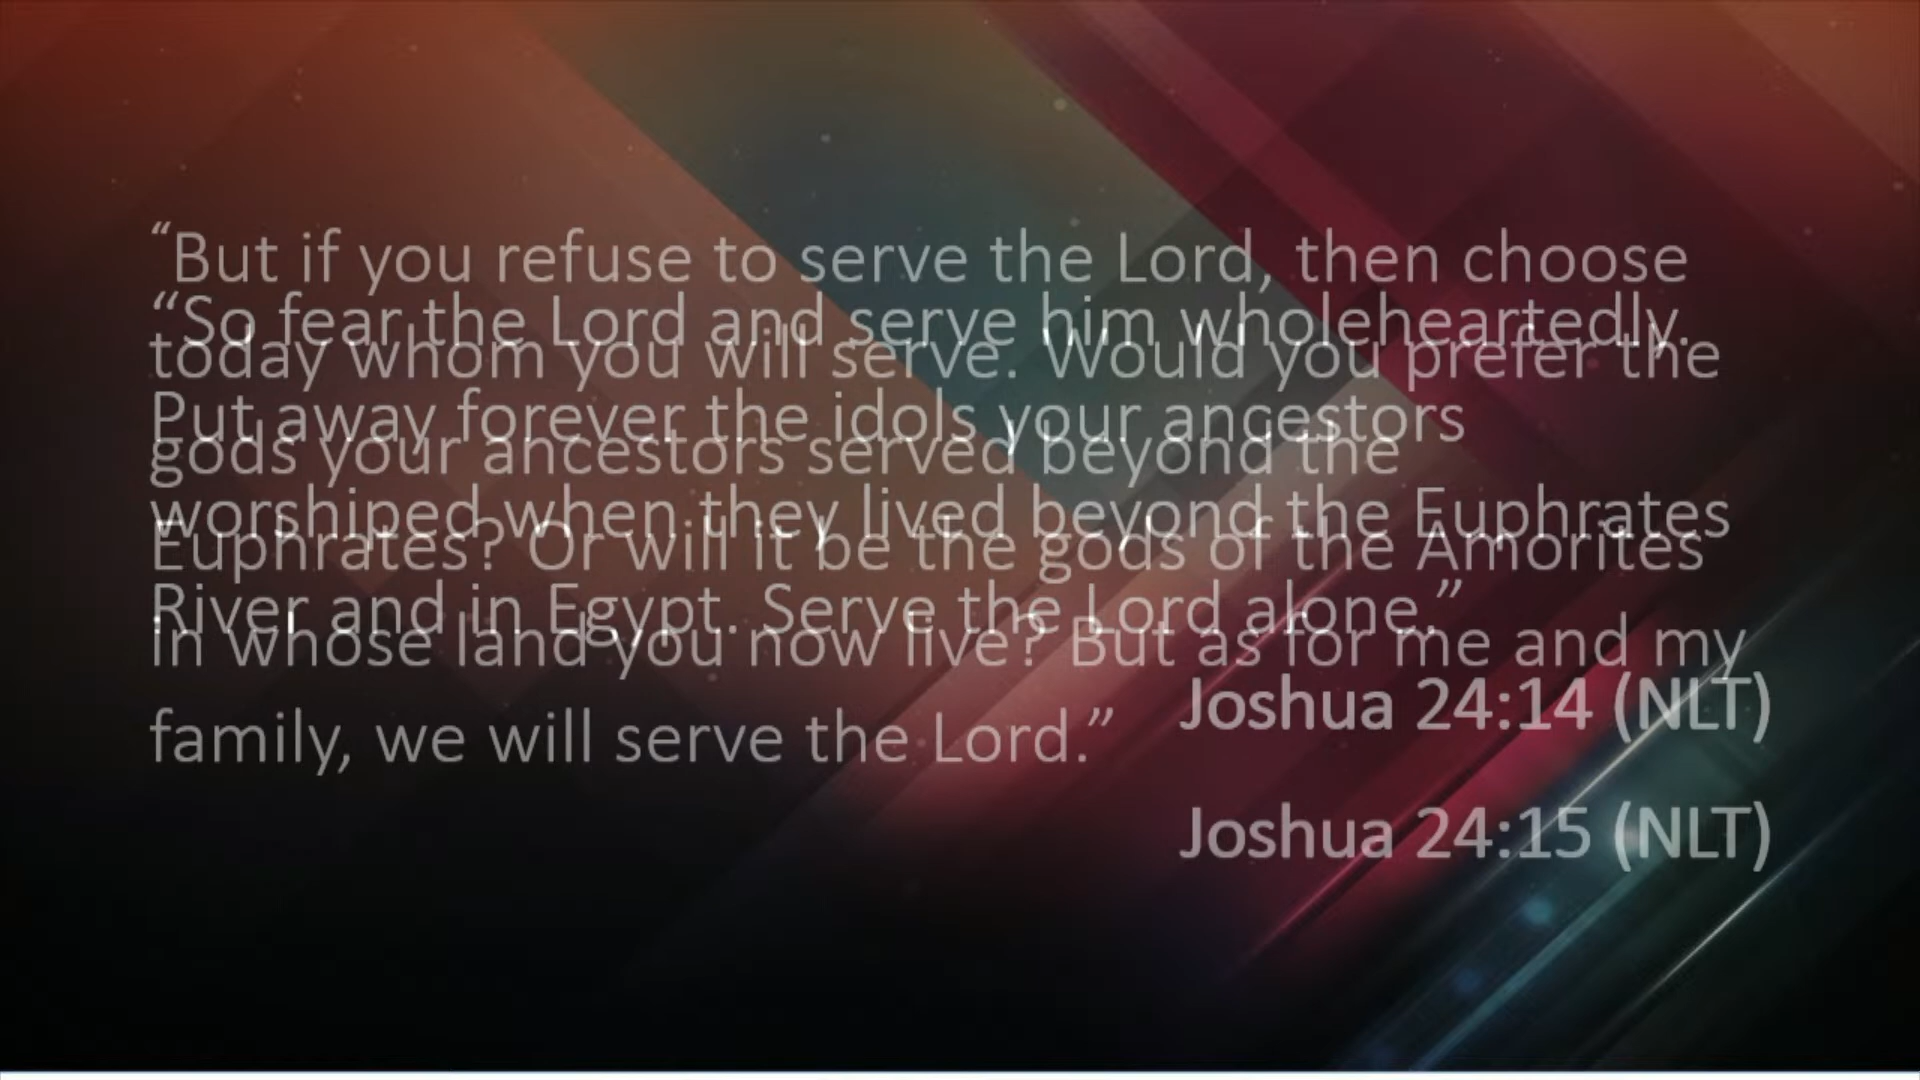 “So fear the Lord and serve him wholeheartedly.
Put away forever the idols your ancestors
worshiped when they lived beyond the Euphrates
River and in Egypt. Serve the Lord alone.”
Joshua 24:14 (NLT)
“But if you refuse to serve the Lord, then choose
today whom you will serve. Would you prefer the
gods your ancestors served beyond the
Euphrates? Or will it be the gods of the Amorites
in whose land you now live? But as for me and my
family, we will serve the Lord.”
Joshua 24:15 (NLT)